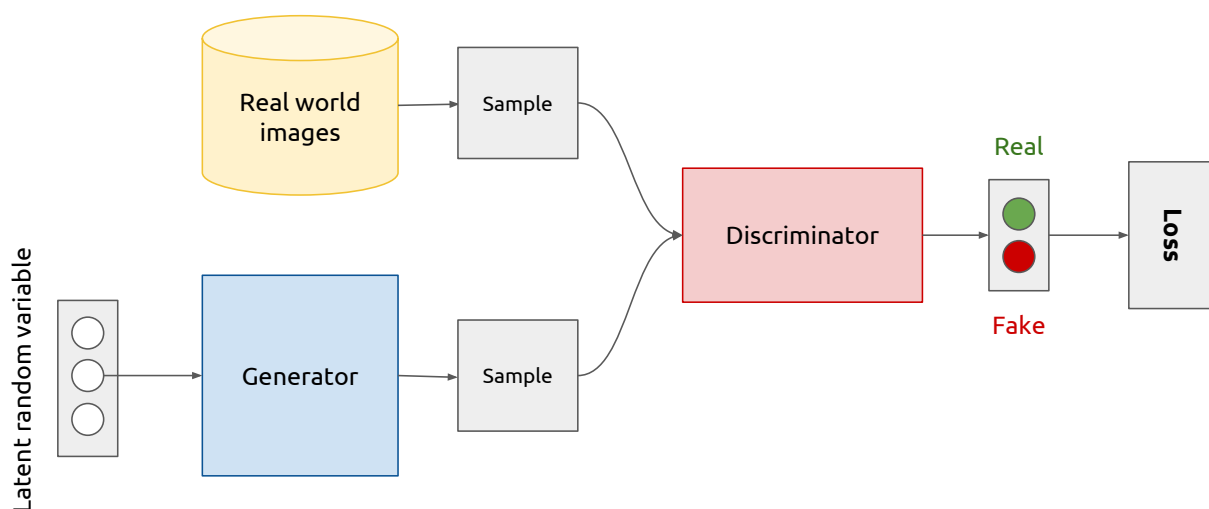 Real world
images
Sample
Real
Discriminator
Loss
Fake
Latent random variable
Generator
Sample